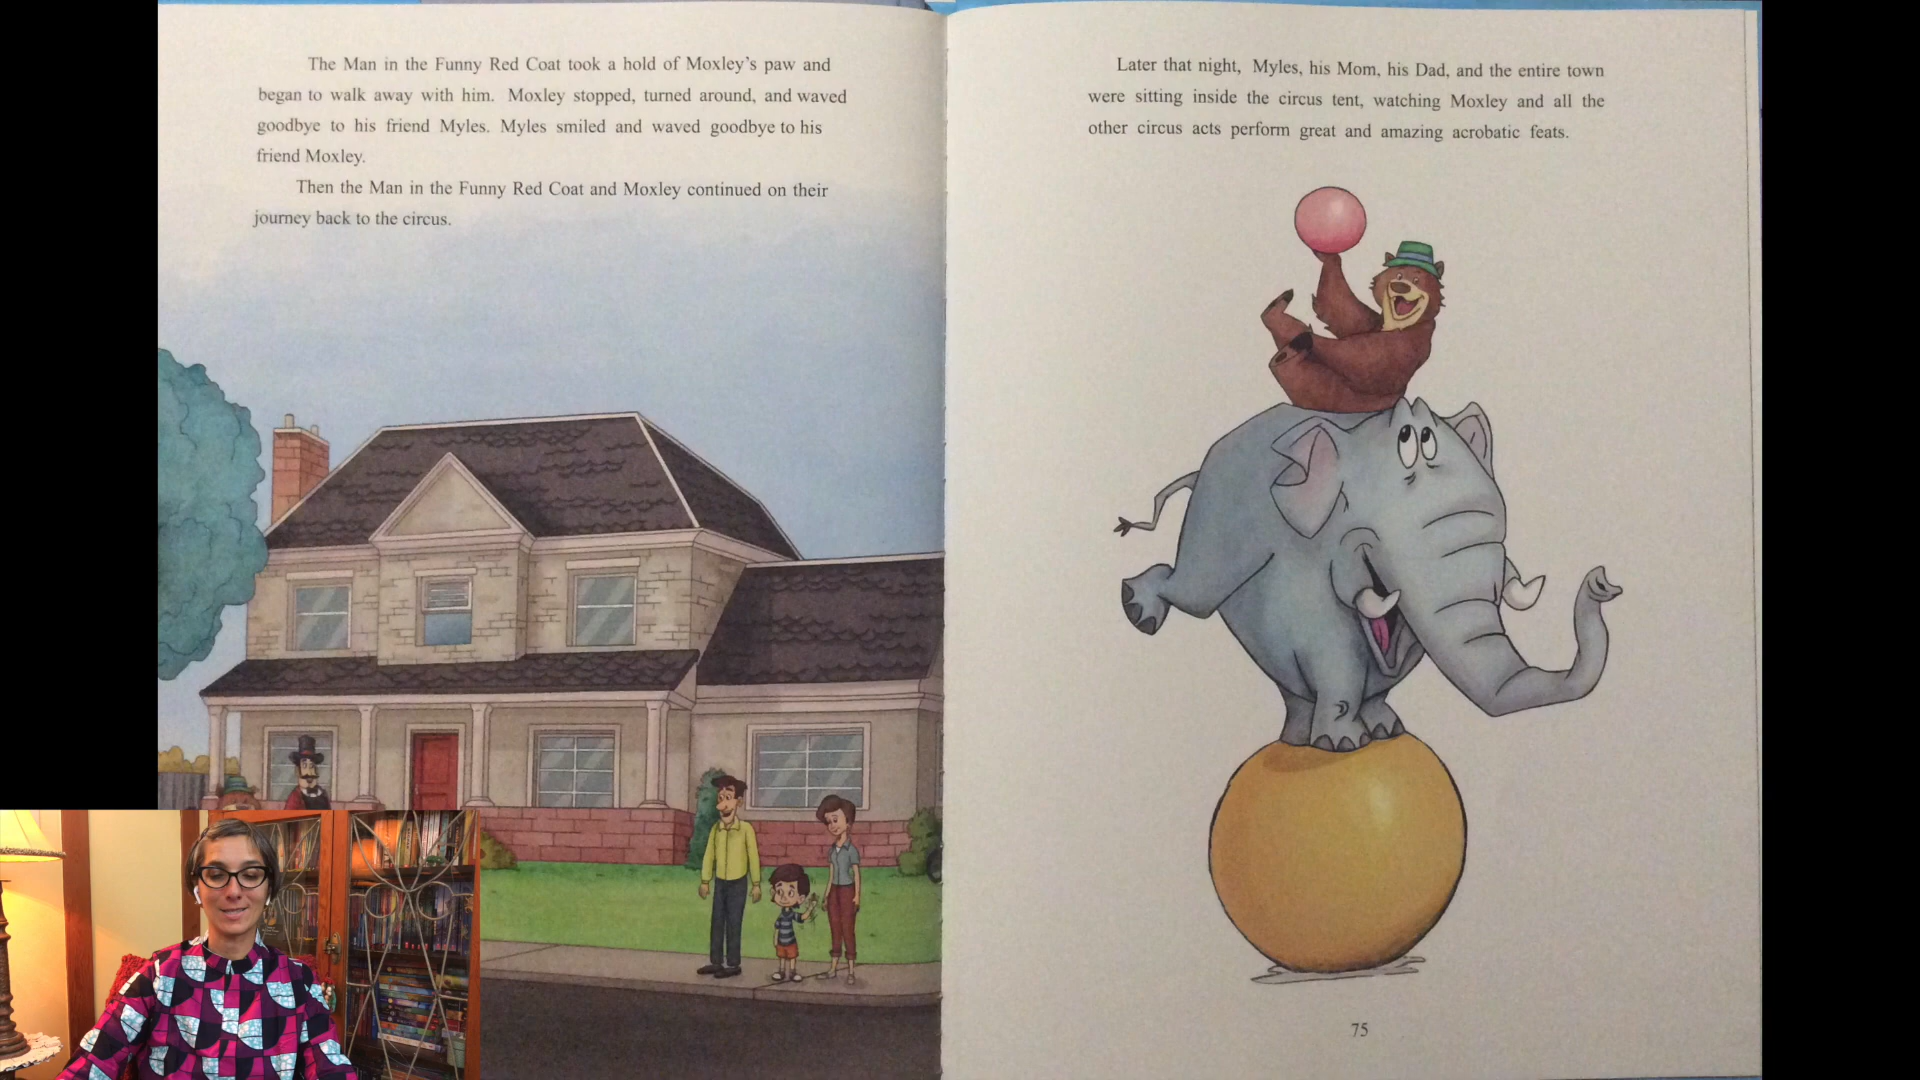 The Man in the Funny Red Coat took a hold of Moxley's paw and
began to walk away with him. Moxley stopped, turned around, and waved
goodbye to his friend Myles. Myles smiled and waved goodbye to his
friend Moxley.
Then the Man in the Funny Red Coat and Moxley continued on their
journey back to the circus.
Later that night, Myles, his Mom, his Dad, and the entire town
were sitting inside the circus tent, watching Moxley and all the
other circus acts perform great and amazing acrobatic feats.
75